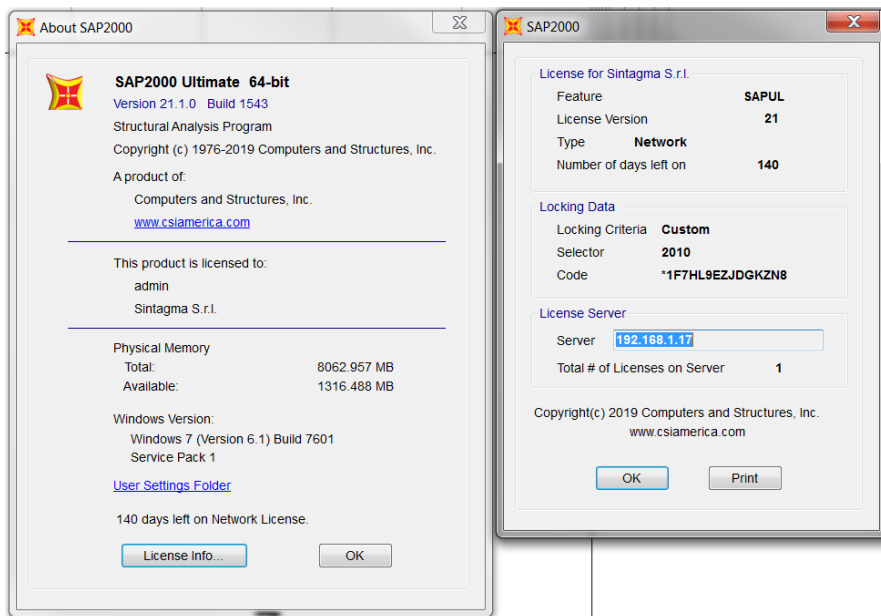 About SAP2000
SAP2000 Ultimate 64-bit
Version 21.1.0 Build 1543
Structural Analysis Program
Copyright (c) 1976-2019 Computers and Structures, Inc.
A product of:
Computers and Structures, Inc.
www.csiamerica.com
This product is licensed to:
admin
Sintagma S.r.l.
Physical Memory
Total: 8062.957 MB
Available: 1316.488 MB
Windows Version:
Windows 7 (Version 6.1) Build 7601
Service Pack 1
User Settings Folder
140 days left on Network License.
License Info... OK
SAP2000
License for Sintagma S.r.l.
Feature SAPUL
License Version 21
Type Network
Number of days left on 140
Locking Data
Locking Criteria Custom
Selector 2010
Code *1F7HL9EZJDGKZN8
License Server
Server 192.168.1.17
Total # of Licenses on Server 1
Copyright(c) 2019 Computers and Structures, Inc.
www.csiamerica.com
OK Print